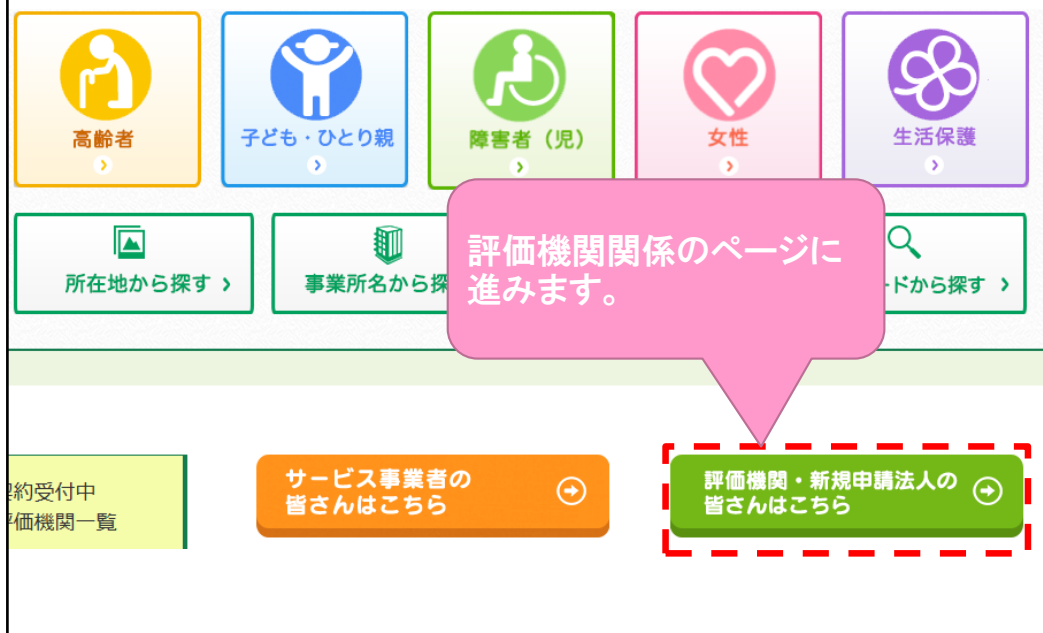 高齢者
子ども・ひとり親
障害者（児）
女性
生活保護
所在地から探す
事業所名から探
ードから探す
評価機関関係のページに
進みます。
約受付中
価機関一覧
サービス事業者の
皆さんはこちら
評価機関・新規申請法人の
皆さんはこちら